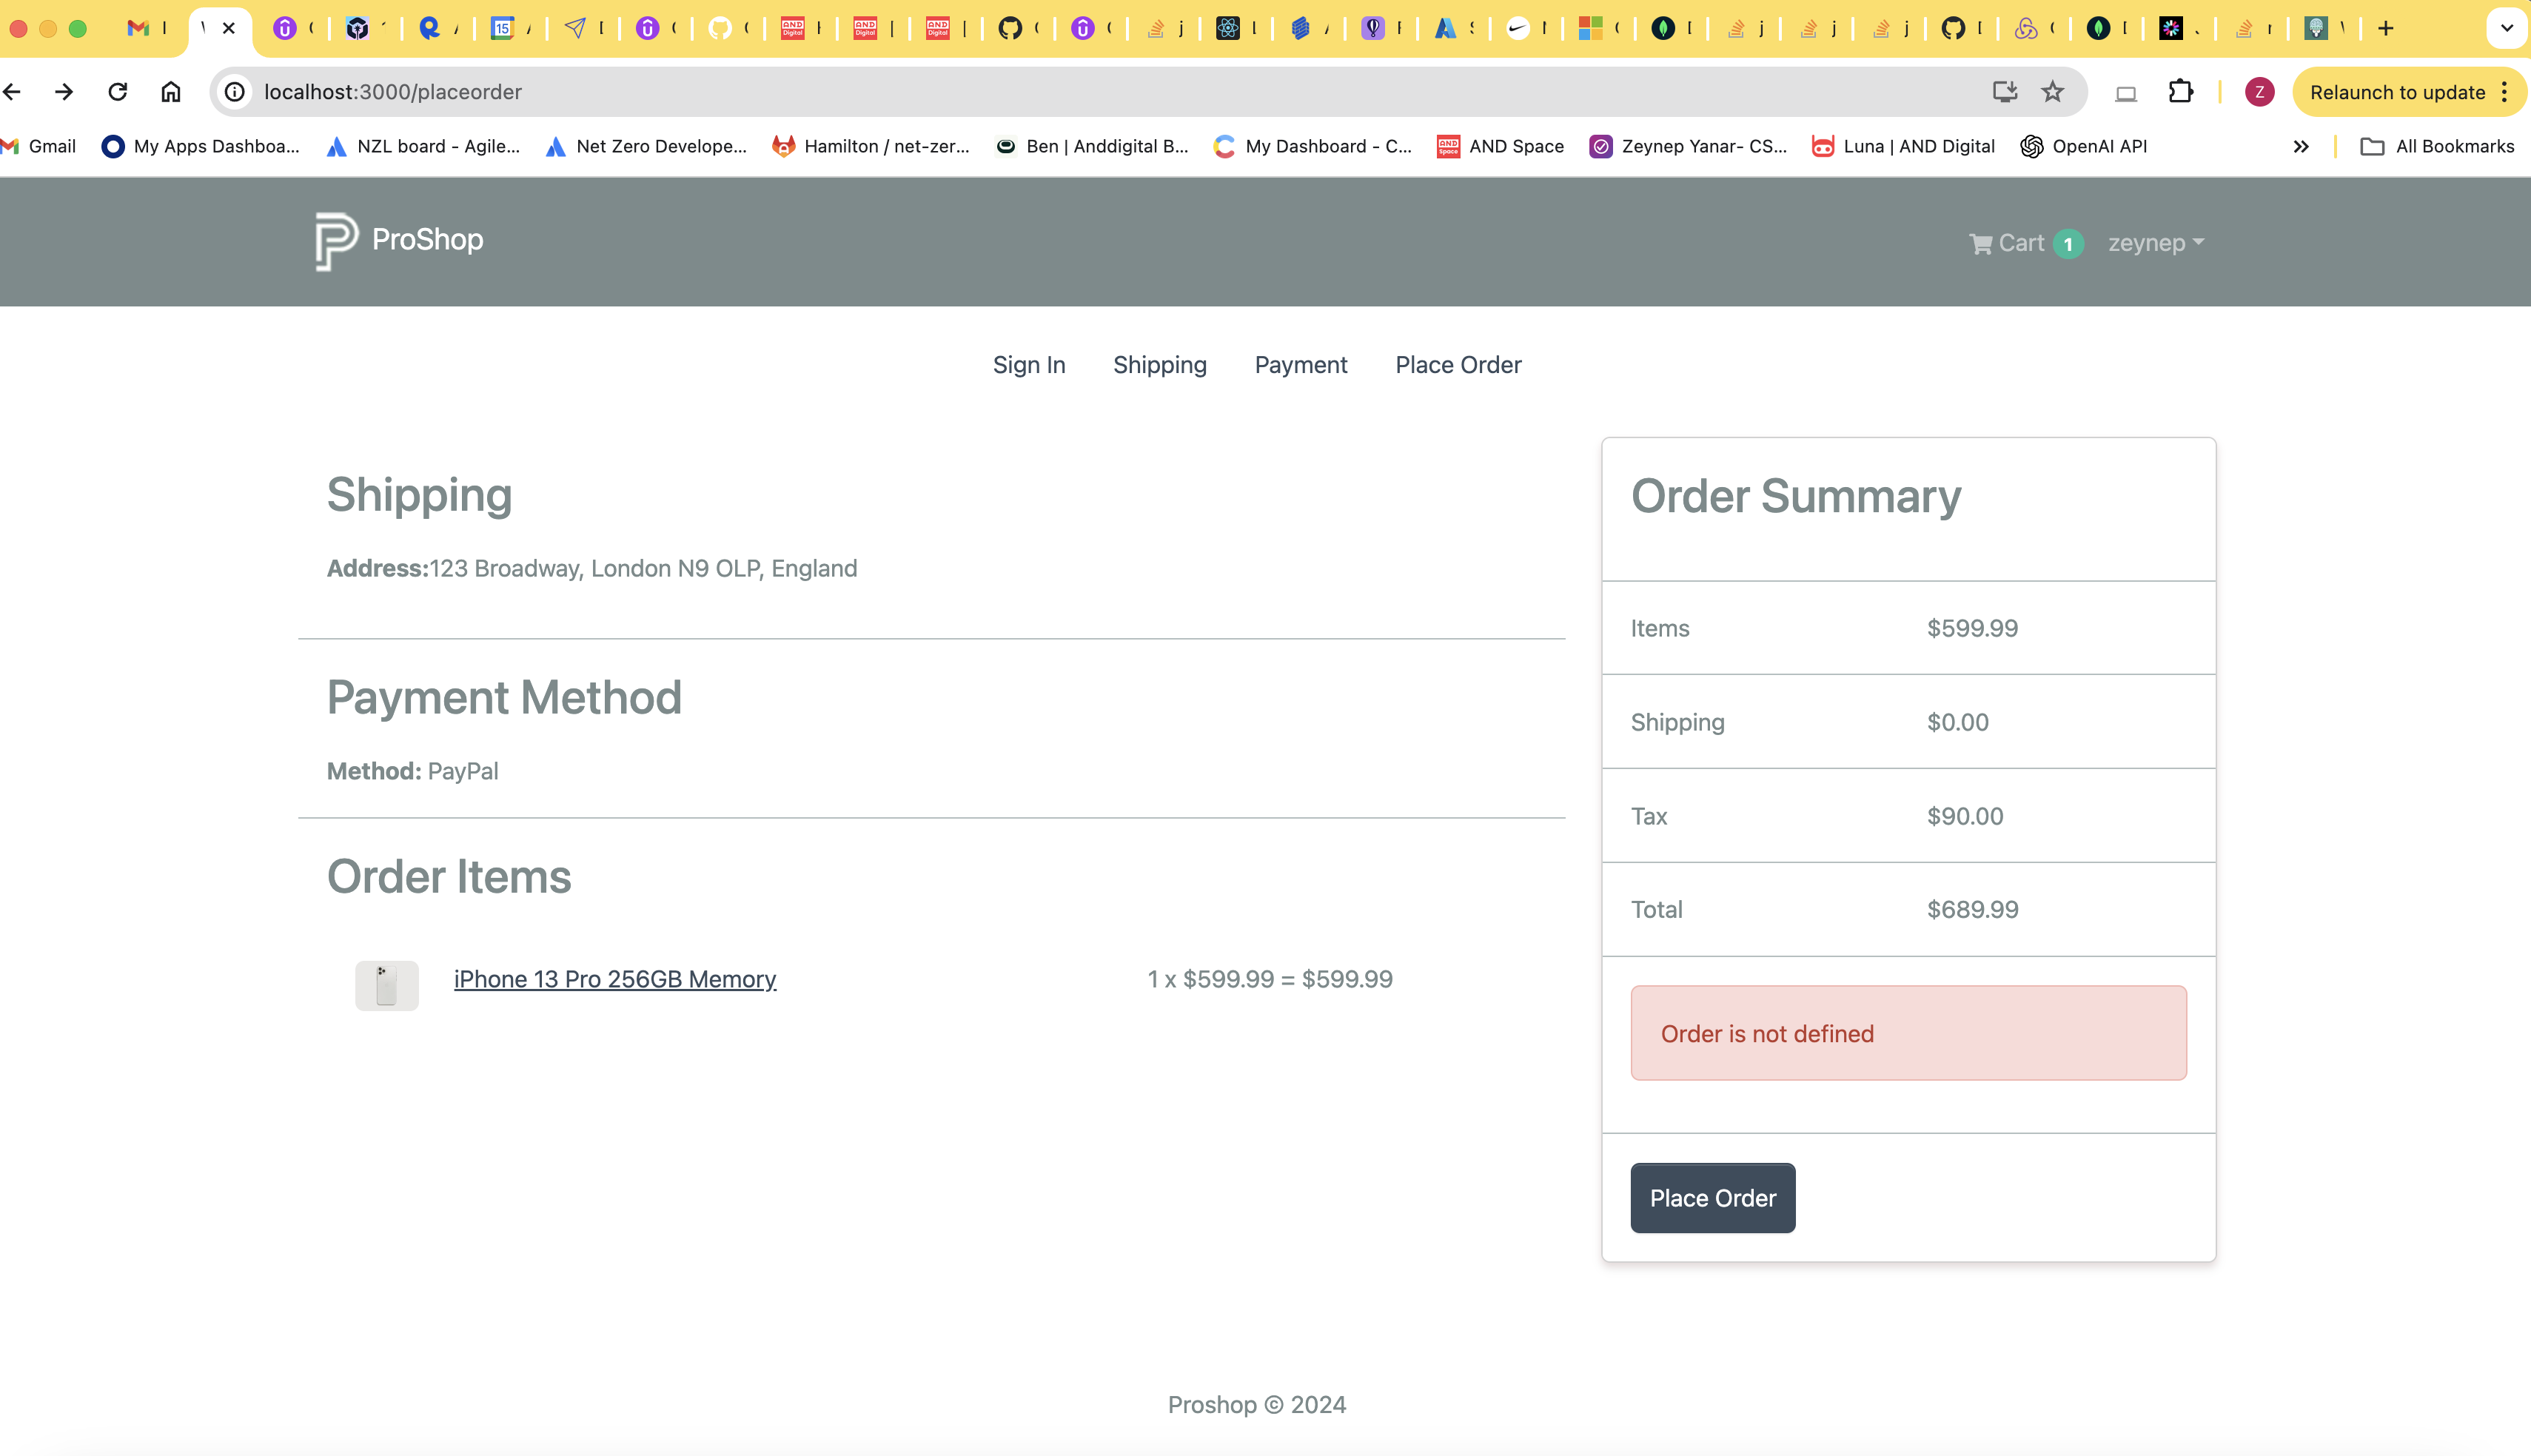 localhost:3000/placeorder
Relaunch to update
Gmail
My Apps Dashboa...
NZL board - Agile...
Net Zero Develope...
Hamilton / net-zer...
Ben | Anddigital B...
My Dashboard - C...
AND Space
Zeynep Yanar- CS...
Luna | AND Digital
OpenAI API
All Bookmarks
ProShop
Cart 1
zeynep
Sign In
Shipping
Payment
Place Order
Shipping
Address:123 Broadway, London N9 OLP, England
Payment Method
Method: PayPal
Order Items
iPhone 13 Pro 256GB Memory
1 x $599.99 = $599.99
Order Summary
Items $599.99
Shipping $0.00
Tax $90.00
Total $689.99
Order is not defined
Place Order
Proshop © 2024